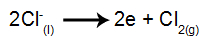 2Cl⁻(l) ⟶ 2e + Cl2(g)